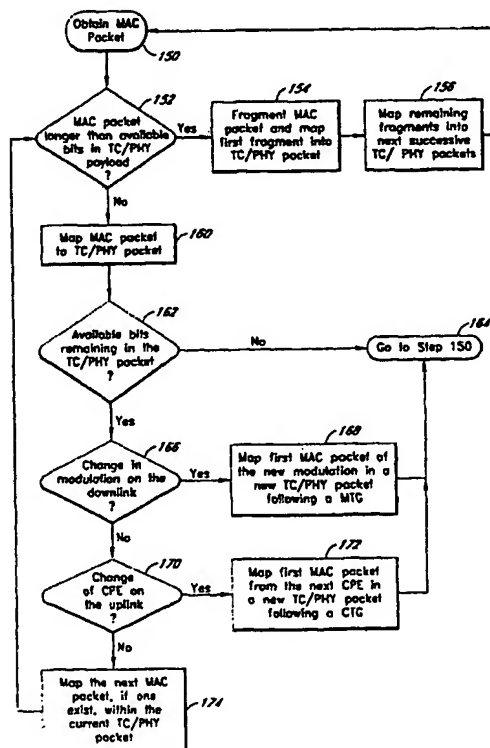 Obtain MAC
Packet
150
152
MAC packet
longer than available
bits in TC/PHY
payload
?
Yes
154
Fragment MAC
packet and map
first fragment into
TC/PHY packet
156
Map remaining
fragments into
next successive
TC/ PHY packets
No
160
Map MAC packet
to TC/PHY packet
162
Available bits
remaining in the
TC/PHY packet
?
No
164
Go to Step 150
Yes
166
Change in
modulation on the
downlink
?
Yes
168
Map first MAC packet of
the new modulation in a
new TC/PHY packet
following a MTG
No
170
Change
of CPE on
the uplink
?
Yes
172
Map first MAC packet
from the next CPE in
a new TC/PHY packet
following a CTG
No
Map the next MAC
packet, if one
exist, within the
current TC/PHY
packet
174